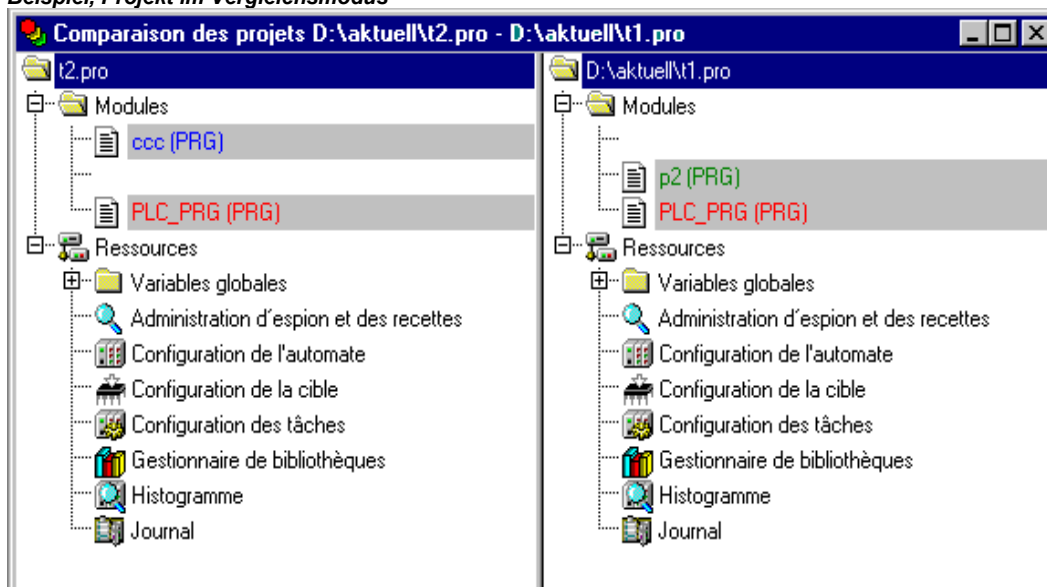 Beispiel, Projekt im Vergleichsmodus
Comparaison des projets D:\aktuell\t2.pro - D:\aktuell\t1.pro
t2.pro
Modules
ccc (PRG)
PLC_PRG (PRG)
Ressources
Variables globales
Administration d´espion et des recettes
Configuration de l'automate
Configuration de la cible
Configuration des tâches
Gestionnaire de bibliothèques
Histogramme
Journal
D:\aktuell\t1.pro
Modules
p2 (PRG)
PLC_PRG (PRG)
Ressources
Variables globales
Administration d´espion et des recettes
Configuration de l'automate
Configuration de la cible
Configuration des tâches
Gestionnaire de bibliothèques
Histogramme
Journal